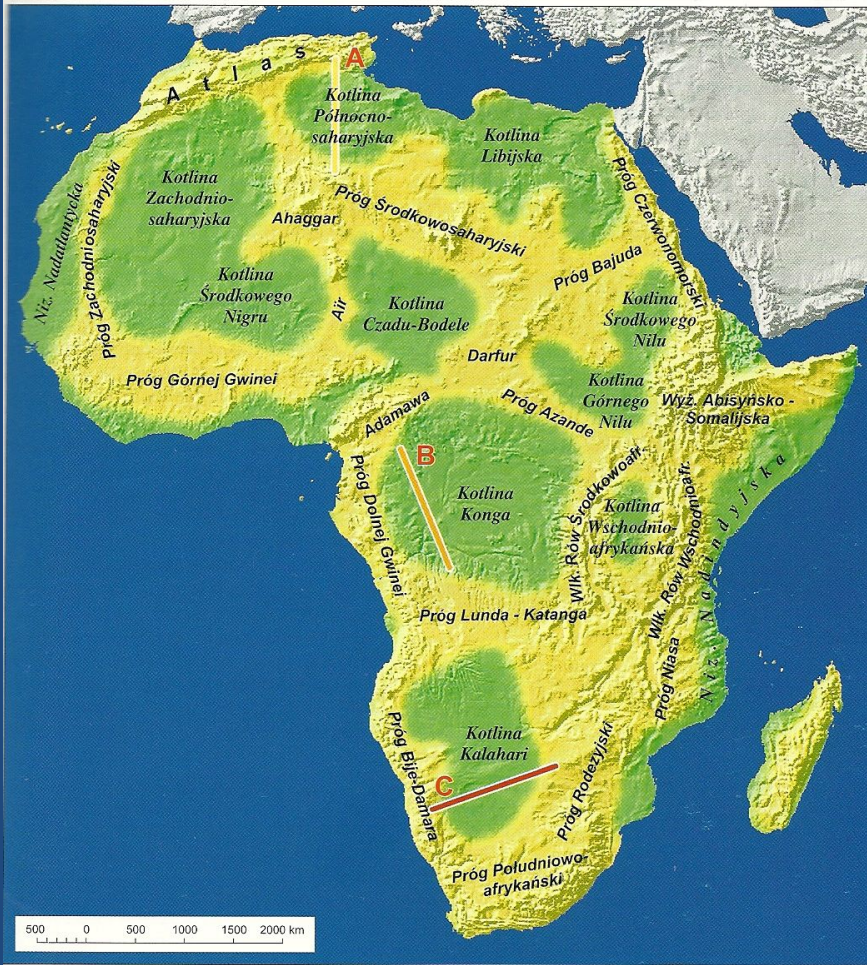 A t l a s
A
Kotlina
Północno-
saharyjska
Kotlina
Libijska
Kotlina
Zachodnio-
saharyjska
Niz. Nadatlantycka
Próg Zachodniosaharyjski
Ahaggar
Próg Środkowosaharyjski
Próg Czerwonomorski
Próg Bajuda
Kotlina
Środkowego
Nigru
Air
Kotlina
Czadu-Bodele
Kotlina
Środkowego
Nilu
Darfur
Próg Górnej Gwinei
Kotlina
Górnego
Nilu
Wyż. Abisyńsko -
Somalijska
Adamawa
Próg Azande
B
Próg Dolnej Gwinei
Kotlina
Konga
Wlk. Rów Środkowoafr.
Kotlina
Wschodnio-
afrykańska
Wlk. Rów Wschodnioafr.
Niz. Nadindyjska
Próg Lunda - Katanga
Próg Niasa
Kotlina
Kalahari
Próg Bije-Damara
C
Próg Rodezyjski
Próg Południowo-
afrykański
500 0 500 1000 1500 2000 km